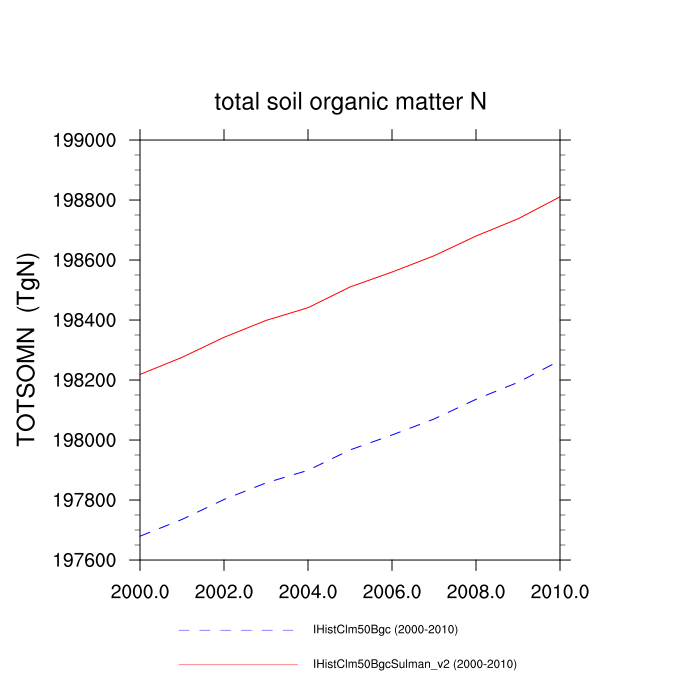 total soil organic matter N
TOTSOMN (TgN)
199000
198800
198600
198400
198200
198000
197800
197600
2000.0 2002.0 2004.0 2006.0 2008.0 2010.0
IHistClm50Bgc (2000-2010)
IHistClm50BgcSulman_v2 (2000-2010)